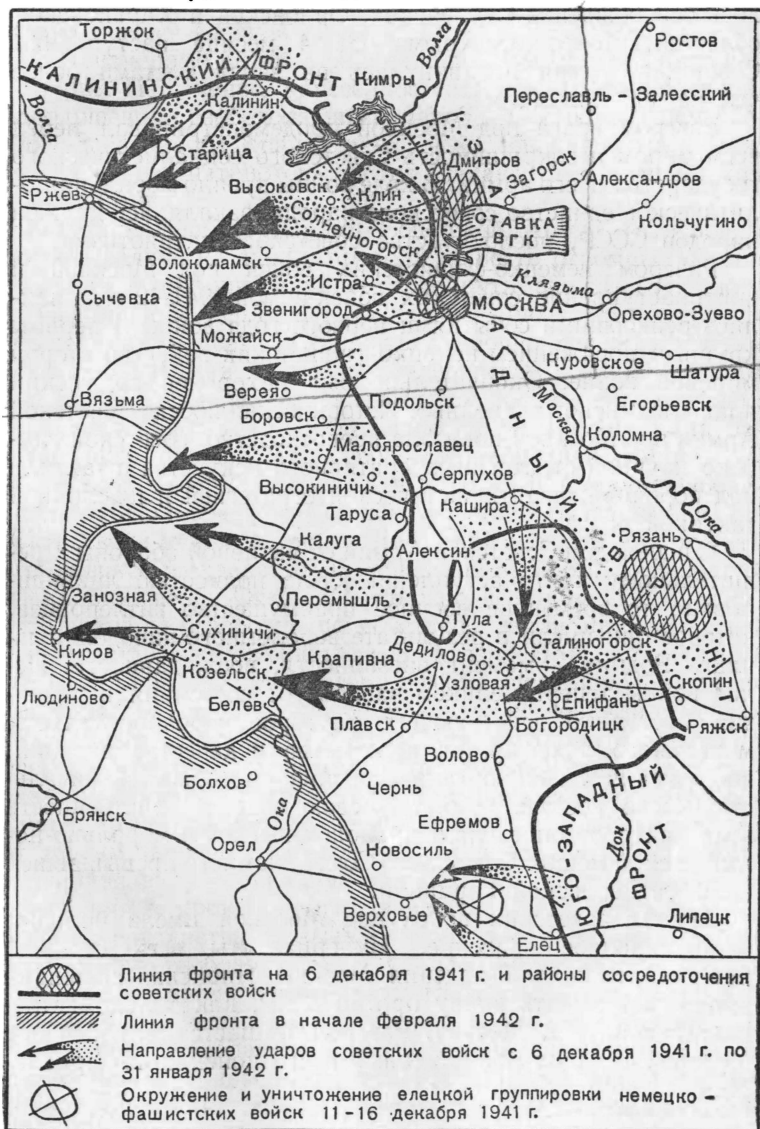 Торжок
Ростов
КАЛИНИНСКИЙ ФРОНТ
Кимры
Волга
Переславль - Залесский
Волга
Калинин
Старица
Дмитров
Загорск
Александров
Ржев
Высоковск
Клин
СТАВКА
ВГК
Кольчугино
Солнечногорск
Волоколамск
Клязьма
Сычевка
Истра
МОСКВА
Орехово-Зуево
Звенигород
Можайск
Куровское
Шатура
Вязьма
Верея
Подольск
Егорьевск
Боровск
Москва
Коломна
Малоярославец
Серпухов
Высокиничи
Ока
Таруса
Кашира
Рязань
Калуга
Алексин
ЗАПАДНЫЙ ФРОНТ
Занозная
Перемышль
Тула
Киров
Сухиничи
Дедилово
Сталиногорск
Козельск
Крапивна
Узловая
Скопин
Людиново
Белев
Епифань
Плавск
Богородицк
Ряжск
Волово
Болхов
Чернь
Брянск
Ока
Ефремов
ЮГО-ЗАПАДНЫЙ
ФРОНТ
Дон
Орел
Новосиль
Верховье
Елец
Липецк
Линия фронта на 6 декабря 1941 г. и районы сосредоточения
советских войск
Линия фронта в начале февраля 1942 г.
Направление ударов советских войск с 6 декабря 1941 г. по
31 января 1942 г.
Окружение и уничтожение елецкой группировки немецко-
фашистских войск 11-16 декабря 1941 г.